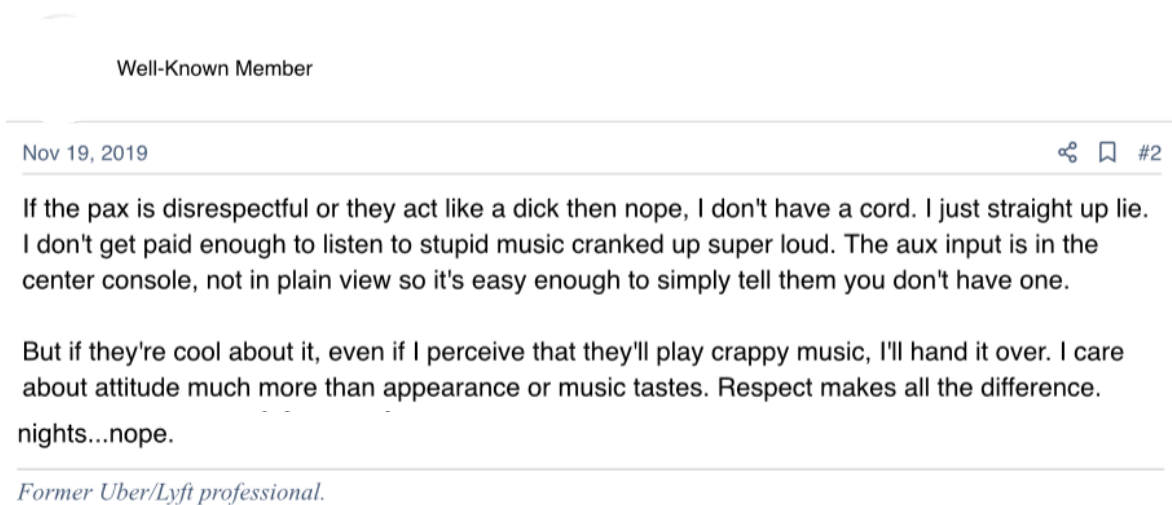 Well-Known Member
Nov 19, 2019
#2
If the pax is disrespectful or they act like a dick then nope, I don't have a cord. I just straight up lie.
I don't get paid enough to listen to stupid music cranked up super loud. The aux input is in the
center console, not in plain view so it's easy enough to simply tell them you don't have one.
But if they're cool about it, even if I perceive that they'll play crappy music, I'll hand it over. I care
about attitude much more than appearance or music tastes. Respect makes all the difference.
nights...nope.
Former Uber/Lyft professional.